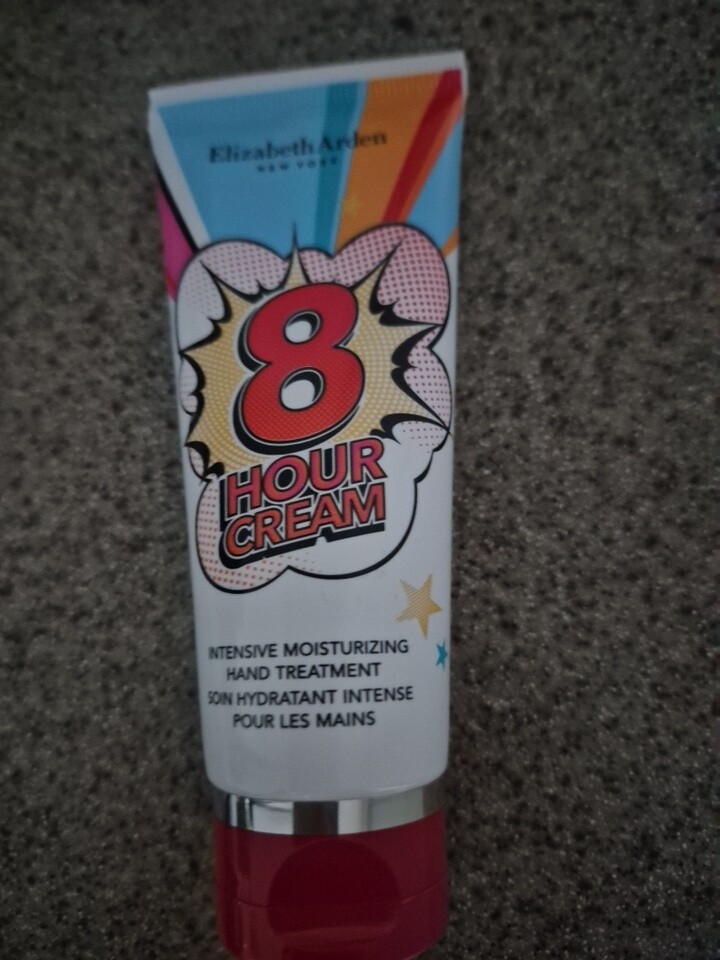 Elizabeth Arden
NEW YORK
8
HOUR
CREAM
INTENSIVE MOISTURIZING
HAND TREATMENT
SOIN HYDRATANT INTENSE
POUR LES MAINS